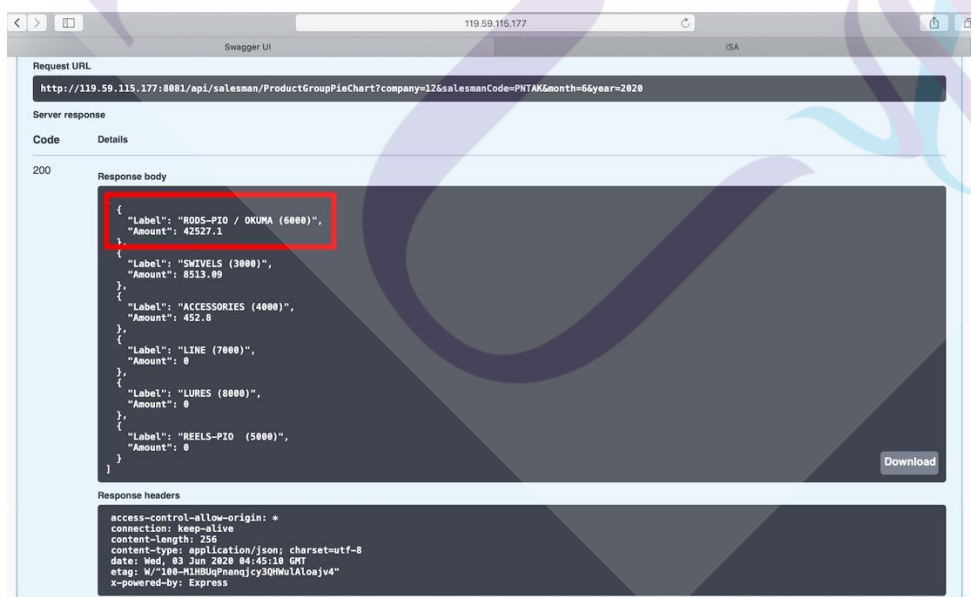 119.59.115.177
Swagger UI
ISA
Request URL
http://119.59.115.177:8081/api/salesman/ProductGroupPieChart?company=12&salesmanCode=PNTAK&month=6&year=2020
Server response
Code Details
200
Response body
[
{
"Label": "RODS-PIO / OKUMA (6000)",
"Amount": 42527.1
},
{
"Label": "SWIVELS (3000)",
"Amount": 8513.09
},
{
"Label": "ACCESSORIES (4000)",
"Amount": 452.8
},
{
"Label": "LINE (7000)",
"Amount": 0
},
{
"Label": "LURES (8000)",
"Amount": 0
},
{
"Label": "REELS-PIO  (5000)",
"Amount": 0
}
]
Download
Response headers
access-control-allow-origin: *
connection: keep-alive
content-length: 256
content-type: application/json; charset=utf-8
date: Wed, 03 Jun 2020 04:45:10 GMT
etag: W/"100-M1HBUqPnanqjcy3QHWulAloajv4"
x-powered-by: Express